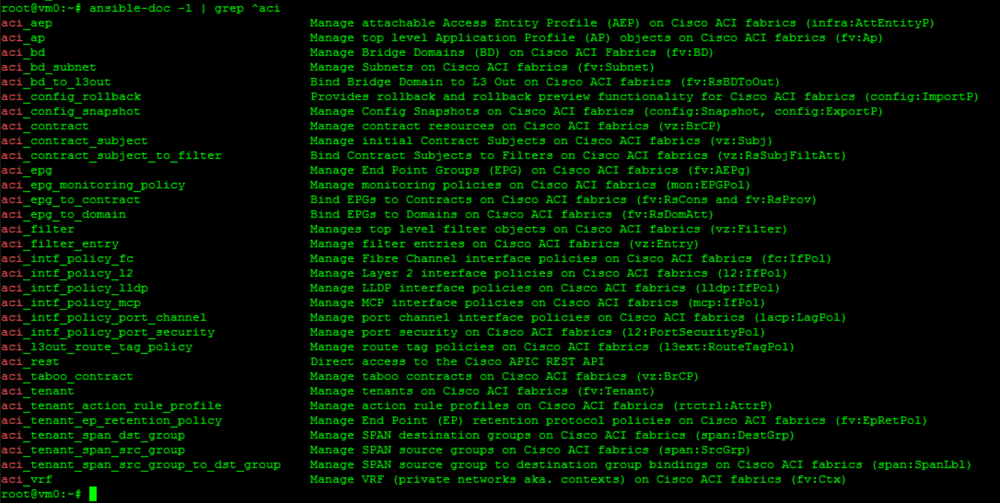 root@vm0:~# ansible-doc -l | grep ^aci
aci_aep Manage attachable Access Entity Profile (AEP) on Cisco ACI fabrics (infra:AttEntityP)
aci_ap Manage top level Application Profile (AP) objects on Cisco ACI fabrics (fv:Ap)
aci_bd Manage Bridge Domains (BD) on Cisco ACI Fabrics (fv:BD)
aci_bd_subnet Manage Subnets on Cisco ACI fabrics (fv:Subnet)
aci_bd_to_l3out Bind Bridge Domain to L3 Out on Cisco ACI fabrics (fv:RsBDToOut)
aci_config_rollback Provides rollback and rollback preview functionality for Cisco ACI fabrics (config:ImportP)
aci_config_snapshot Manage Config Snapshots on Cisco ACI fabrics (config:Snapshot, config:ExportP)
aci_contract Manage contract resources on Cisco ACI fabrics (vz:BrCP)
aci_contract_subject Manage initial Contract Subjects on Cisco ACI fabrics (vz:Subj)
aci_contract_subject_to_filter Bind Contract Subjects to Filters on Cisco ACI fabrics (vz:RsSubjFiltAtt)
aci_epg Manage End Point Groups (EPG) on Cisco ACI fabrics (fv:AEPg)
aci_epg_monitoring_policy Manage monitoring policies on Cisco ACI fabrics (mon:EPGPol)
aci_epg_to_contract Bind EPGs to Contracts on Cisco ACI fabrics (fv:RsCons and fv:RsProv)
aci_epg_to_domain Bind EPGs to Domains on Cisco ACI fabrics (fv:RsDomAtt)
aci_filter Manages top level filter objects on Cisco ACI fabrics (vz:Filter)
aci_filter_entry Manage filter entries on Cisco ACI fabrics (vz:Entry)
aci_intf_policy_fc Manage Fibre Channel interface policies on Cisco ACI fabrics (fc:IfPol)
aci_intf_policy_l2 Manage Layer 2 interface policies on Cisco ACI fabrics (l2:IfPol)
aci_intf_policy_lldp Manage LLDP interface policies on Cisco ACI fabrics (lldp:IfPol)
aci_intf_policy_mcp Manage MCP interface policies on Cisco ACI fabrics (mcp:IfPol)
aci_intf_policy_port_channel Manage port channel interface policies on Cisco ACI fabrics (lacp:LagPol)
aci_intf_policy_port_security Manage port security on Cisco ACI fabrics (l2:PortSecurityPol)
aci_l3out_route_tag_policy Manage route tag policies on Cisco ACI fabrics (l3ext:RouteTagPol)
aci_rest Direct access to the Cisco APIC REST API
aci_taboo_contract Manage taboo contracts on Cisco ACI fabrics (vz:BrCP)
aci_tenant Manage tenants on Cisco ACI fabrics (fv:Tenant)
aci_tenant_action_rule_profile Manage action rule profiles on Cisco ACI fabrics (rtctrl:AttrP)
aci_tenant_ep_retention_policy Manage End Point (EP) retention protocol policies on Cisco ACI fabrics (fv:EpRetPol)
aci_tenant_span_dst_group Manage SPAN destination groups on Cisco ACI fabrics (span:DestGrp)
aci_tenant_span_src_group Manage SPAN source groups on Cisco ACI fabrics (span:SrcGrp)
aci_tenant_span_src_group_to_dst_group Manage SPAN source group to destination group bindings on Cisco ACI fabrics (span:SpanLbl)
aci_vrf Manage VRF (private networks aka. contexts) on Cisco ACI fabrics (fv:Ctx)
root@vm0:~#